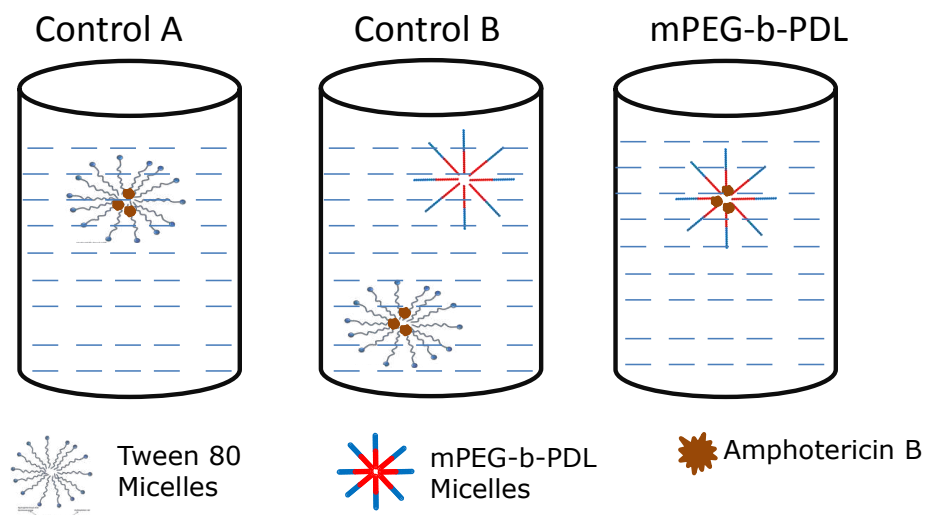 Control A
Control B
mPEG-b-PDL
Tween 80
Micelles
mPEG-b-PDL
Micelles
Amphotericin B